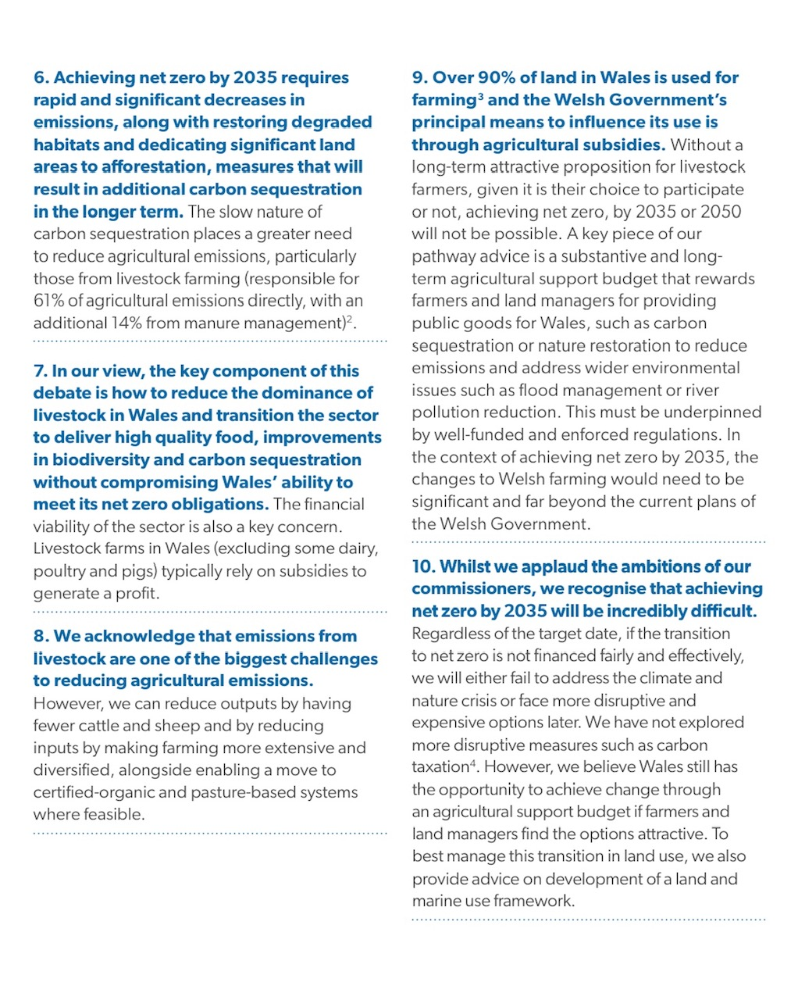 6. Achieving net zero by 2035 requires
rapid and significant decreases in
emissions, along with restoring degraded
habitats and dedicating significant land
areas to afforestation, measures that will
result in additional carbon sequestration
in the longer term. The slow nature of
carbon sequestration places a greater need
to reduce agricultural emissions, particularly
those from livestock farming (responsible for
61% of agricultural emissions directly, with an
additional 14% from manure management)².
7. In our view, the key component of this
debate is how to reduce the dominance of
livestock in Wales and transition the sector
to deliver high quality food, improvements
in biodiversity and carbon sequestration
without compromising Wales’ ability to
meet its net zero obligations. The financial
viability of the sector is also a key concern.
Livestock farms in Wales (excluding some dairy,
poultry and pigs) typically rely on subsidies to
generate a profit.
8. We acknowledge that emissions from
livestock are one of the biggest challenges
to reducing agricultural emissions.
However, we can reduce outputs by having
fewer cattle and sheep and by reducing
inputs by making farming more extensive and
diversified, alongside enabling a move to
certified-organic and pasture-based systems
where feasible.
9. Over 90% of land in Wales is used for
farming³ and the Welsh Government’s
principal means to influence its use is
through agricultural subsidies. Without a
long-term attractive proposition for livestock
farmers, given it is their choice to participate
or not, achieving net zero, by 2035 or 2050
will not be possible. A key piece of our
pathway advice is a substantive and long-
term agricultural support budget that rewards
farmers and land managers for providing
public goods for Wales, such as carbon
sequestration or nature restoration to reduce
emissions and address wider environmental
issues such as flood management or river
pollution reduction. This must be underpinned
by well-funded and enforced regulations. In
the context of achieving net zero by 2035, the
changes to Welsh farming would need to be
significant and far beyond the current plans of
the Welsh Government.
10. Whilst we applaud the ambitions of our
commissioners, we recognise that achieving
net zero by 2035 will be incredibly difficult.
Regardless of the target date, if the transition
to net zero is not financed fairly and effectively,
we will either fail to address the climate and
nature crisis or face more disruptive and
expensive options later. We have not explored
more disruptive measures such as carbon
taxation⁴. However, we believe Wales still has
the opportunity to achieve change through
an agricultural support budget if farmers and
land managers find the options attractive. To
best manage this transition in land use, we also
provide advice on development of a land and
marine use framework.